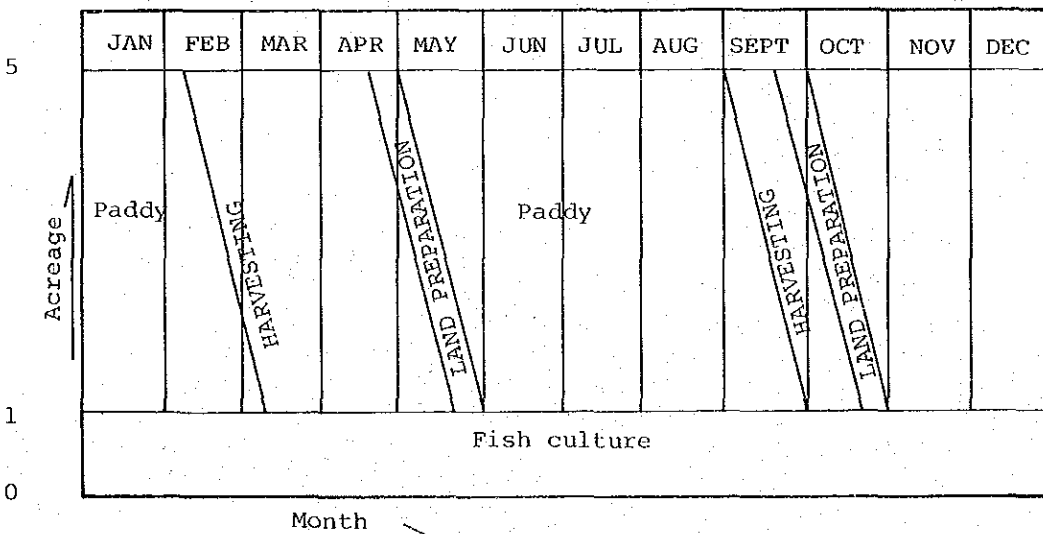 JAN FEB MAR APR MAY JUN JUL AUG SEPT OCT NOV DEC
5
Acreage
Paddy
HARVESTING
LAND PREPARATION
Paddy
HARVESTING
LAND PREPARATION
1
Fish culture
0
Month